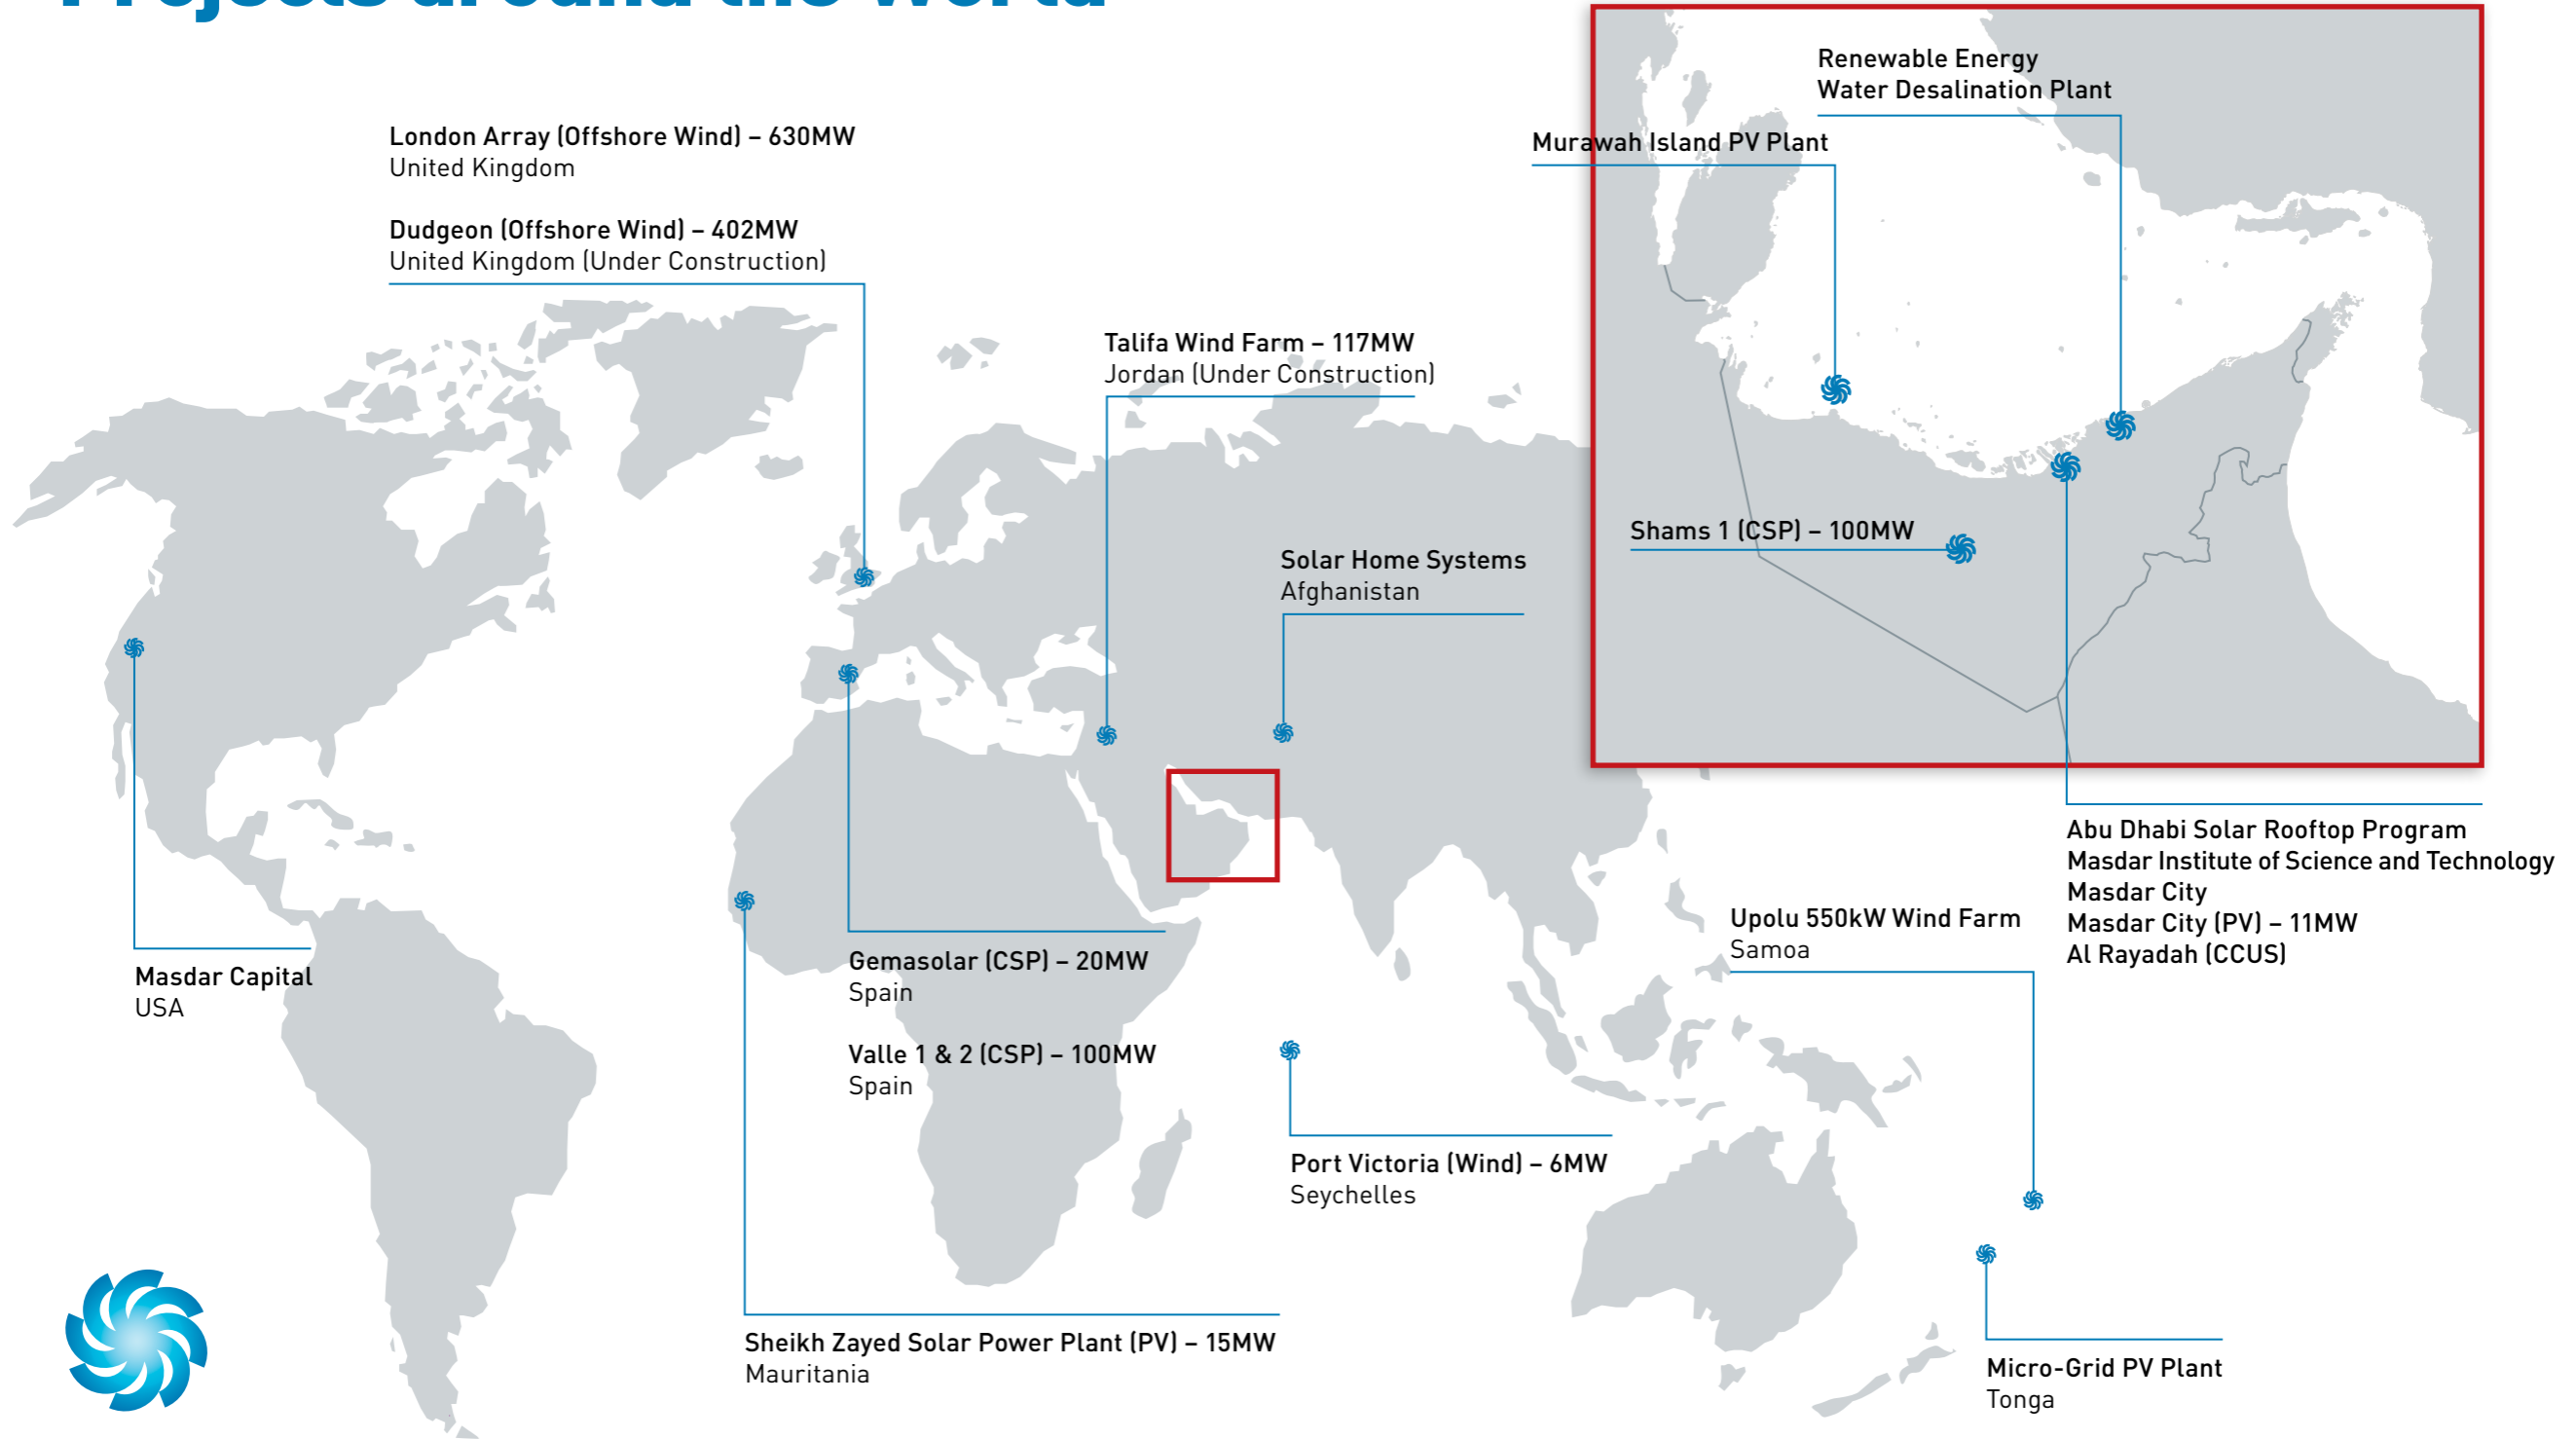 Projects around the world
London Array (Offshore Wind) – 630MW
United Kingdom
Dudgeon (Offshore Wind) – 402MW
United Kingdom (Under Construction)
Talifa Wind Farm – 117MW
Jordan (Under Construction)
Solar Home Systems
Afghanistan
Renewable Energy
Water Desalination Plant
Murawah Island PV Plant
Shams 1 (CSP) – 100MW
Abu Dhabi Solar Rooftop Program
Masdar Institute of Science and Technology
Masdar City
Masdar City (PV) – 11MW
Al Rayadah (CCUS)
Masdar Capital
USA
Gemasolar (CSP) – 20MW
Spain
Valle 1 & 2 (CSP) – 100MW
Spain
Upolu 550kW Wind Farm
Samoa
Port Victoria (Wind) – 6MW
Seychelles
Sheikh Zayed Solar Power Plant (PV) – 15MW
Mauritania
Micro-Grid PV Plant
Tonga